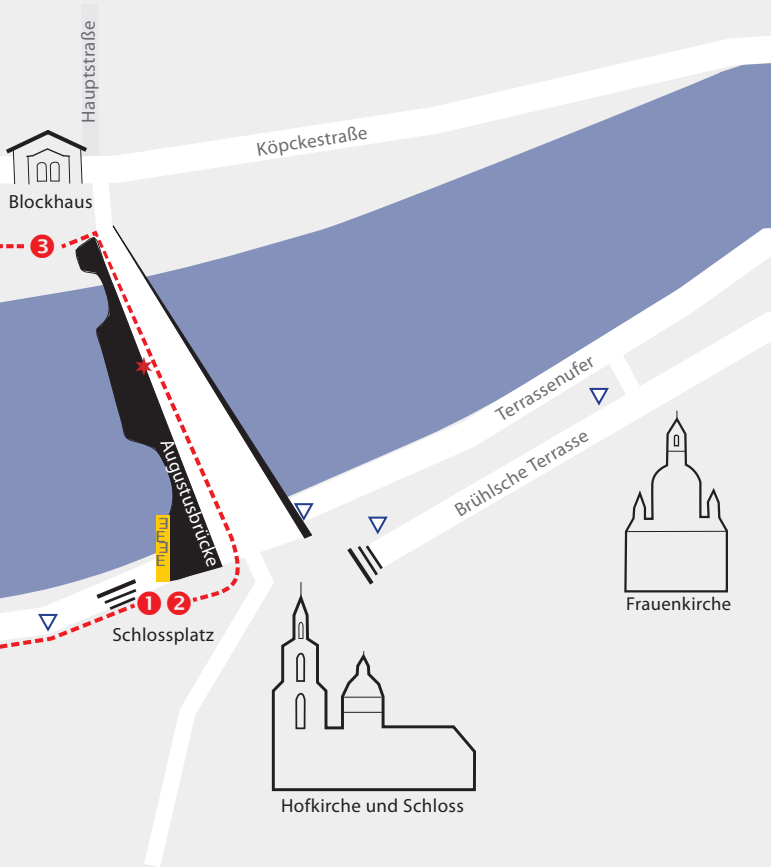 Hauptstraße
Köpckestraße
Blockhaus
3
Terrassenufer
Augustusbrücke
Brühlsche Terrasse
1 2
Schlossplatz
Frauenkirche
Hofkirche und Schloss